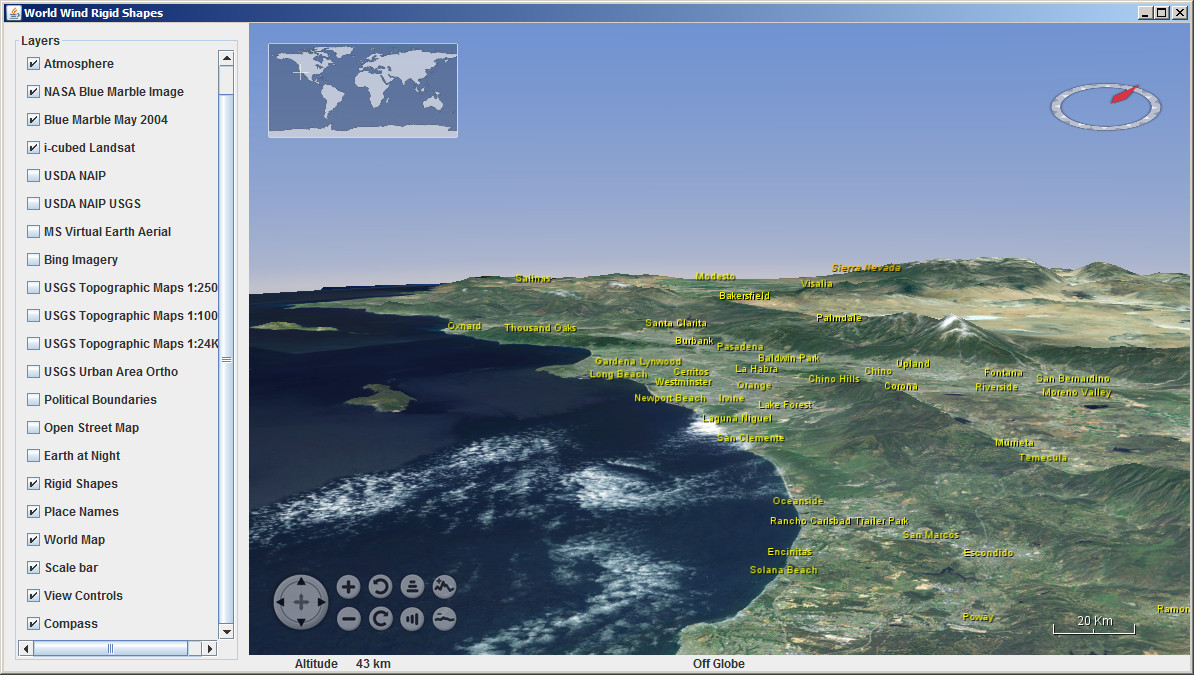 World Wind Rigid Shapes
Layers
Atmosphere
NASA Blue Marble Image
Blue Marble May 2004
i-cubed Landsat
USDA NAIP
USDA NAIP USGS
MS Virtual Earth Aerial
Bing Imagery
USGS Topographic Maps 1:250
USGS Topographic Maps 1:100
USGS Topographic Maps 1:24K
USGS Urban Area Ortho
Political Boundaries
Open Street Map
Earth at Night
Rigid Shapes
Place Names
World Map
Scale bar
View Controls
Compass
Sierra Nevada
Salinas
Modesto
Visalia
Bakersfield
Palmdale
Oxnard
Thousand Oaks
Santa Clarita
Burbank
Pasadena
Gardena Lynwood
Baldwin Park
Upland
Long Beach
Cerritos
La Habra
Chino
Fontana
Westminster
Orange
Chino Hills
Corona
Riverside
San Bernardino
Moreno Valley
Newport Beach
Irvine
Lake Forest
Laguna Niguel
San Clemente
Murrieta
Temecula
Oceanside
Rancho Carlsbad Trailer Park
San Marcos
Encinitas
Escondido
Solana Beach
Poway
Ramon
20 Km
Altitude 43 km
Off Globe